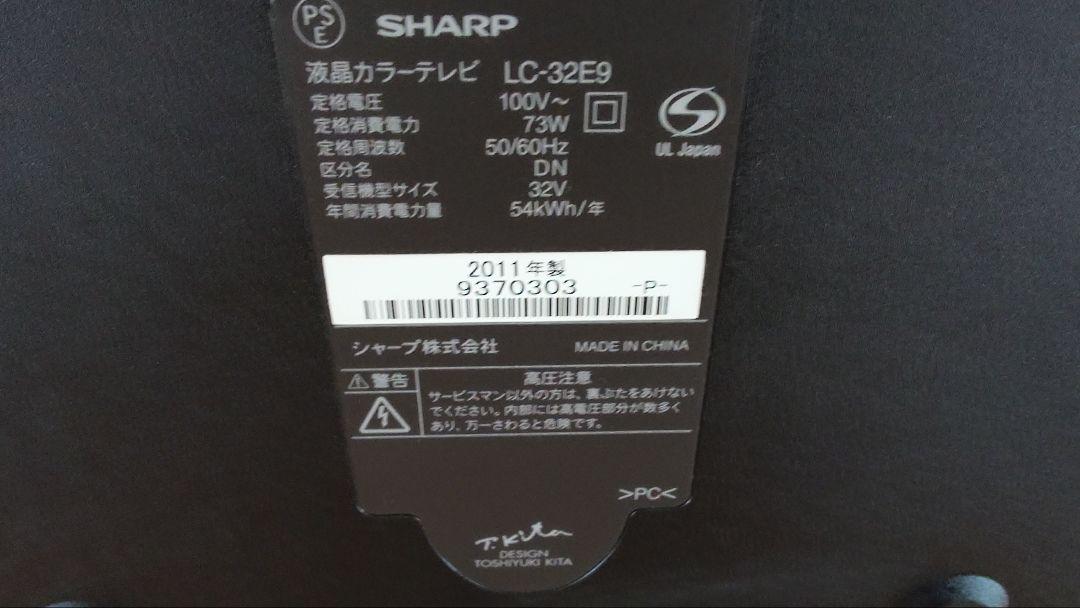 PS
E
SHARP
液晶カラーテレビ LC-32E9
定格電圧 100V～
定格消費電力 73W
定格周波数 50/60Hz
区分名 DN
受信機型サイズ 32V
年間消費電力量 54kWh/年
UL Japan
2011年製
9370303 -P-
シャープ株式会社 MADE IN CHINA
警告 高圧注意
サービスマン以外の方は、裏ぶたをあけない
でください。内部には高電圧部分が数多く
あり、万一さわると危険です。
>PC<
T.Kita
DESIGN
TOSHIYUKI KITA